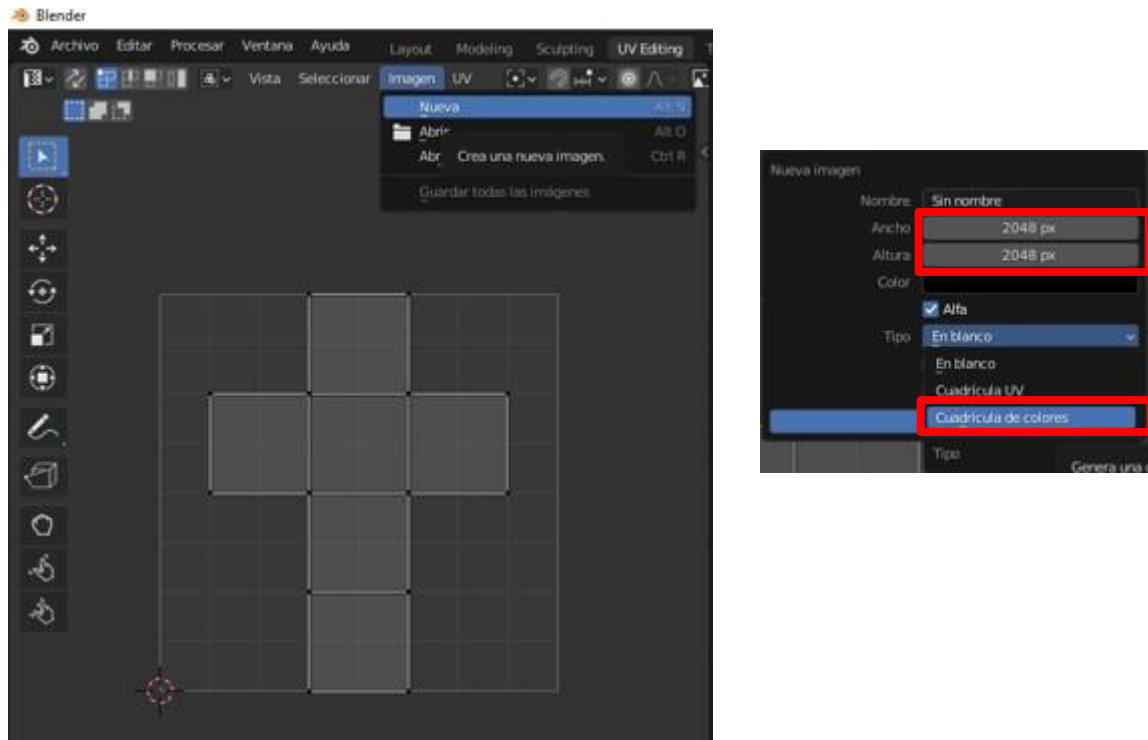 Blender
Archivo Editar Procesar Ventana Ayuda Layout Modeling Sculpting UV Editing
Vista Seleccionar Imagen UV
Nueva Alt N
Abrir Alt O
Abr Crea una nueva imagen. Ctrl R
Guardar todas las imágenes
Nueva imagen
Nombre Sin nombre
Ancho 2048 px
Altura 2048 px
Color
Alfa
Tipo En blanco
En blanco
Cuadrícula UV
Cuadrícula de colores
Tipo
Genera una